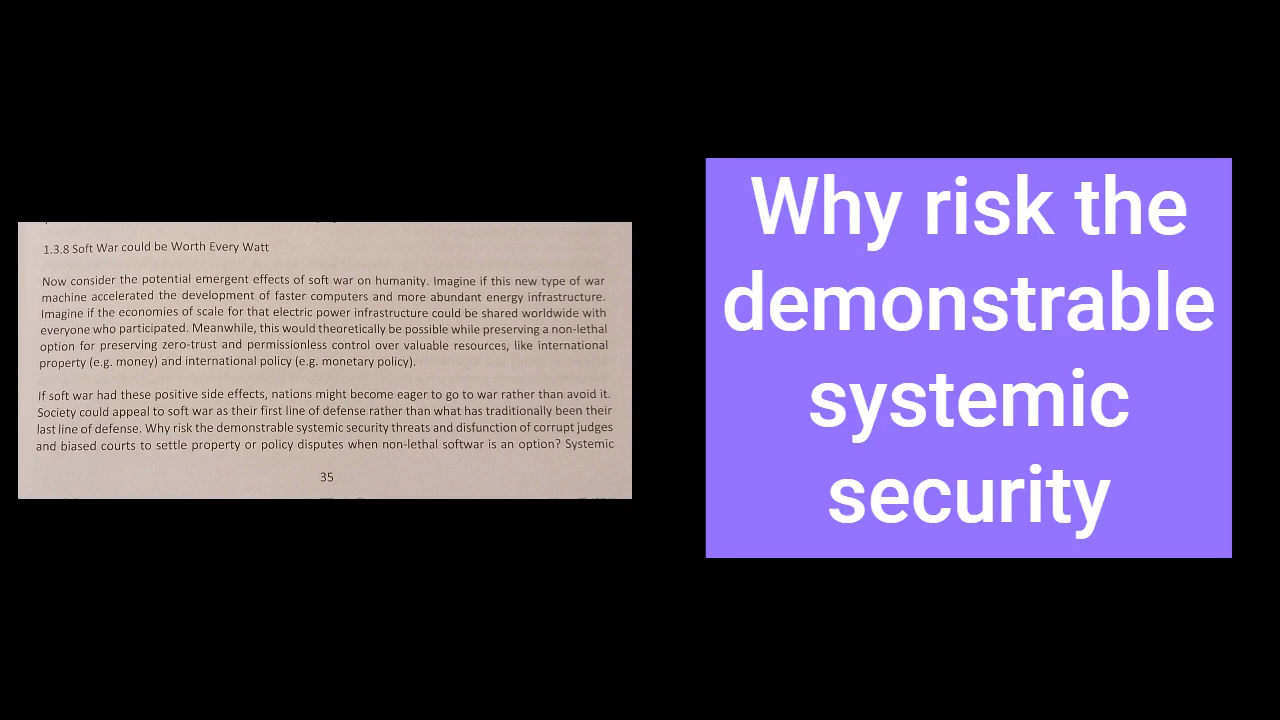 1.3.8 Soft War could be Worth Every Watt
Now consider the potential emergent effects of soft war on humanity. Imagine if this new type of war
machine accelerated the development of faster computers and more abundant energy infrastructure.
Imagine if the economies of scale for that electric power infrastructure could be shared worldwide with
everyone who participated. Meanwhile, this would theoretically be possible while preserving a non-lethal
option for preserving zero-trust and permissionless control over valuable resources, like international
property (e.g. money) and international policy (e.g. monetary policy).
If soft war had these positive side effects, nations might become eager to go to war rather than avoid it.
Society could appeal to soft war as their first line of defense rather than what has traditionally been their
last line of defense. Why risk the demonstrable systemic security threats and disfunction of corrupt judges
and biased courts to settle property or policy disputes when non-lethal softwar is an option? Systemic
35
Why risk the
demonstrable
systemic
security